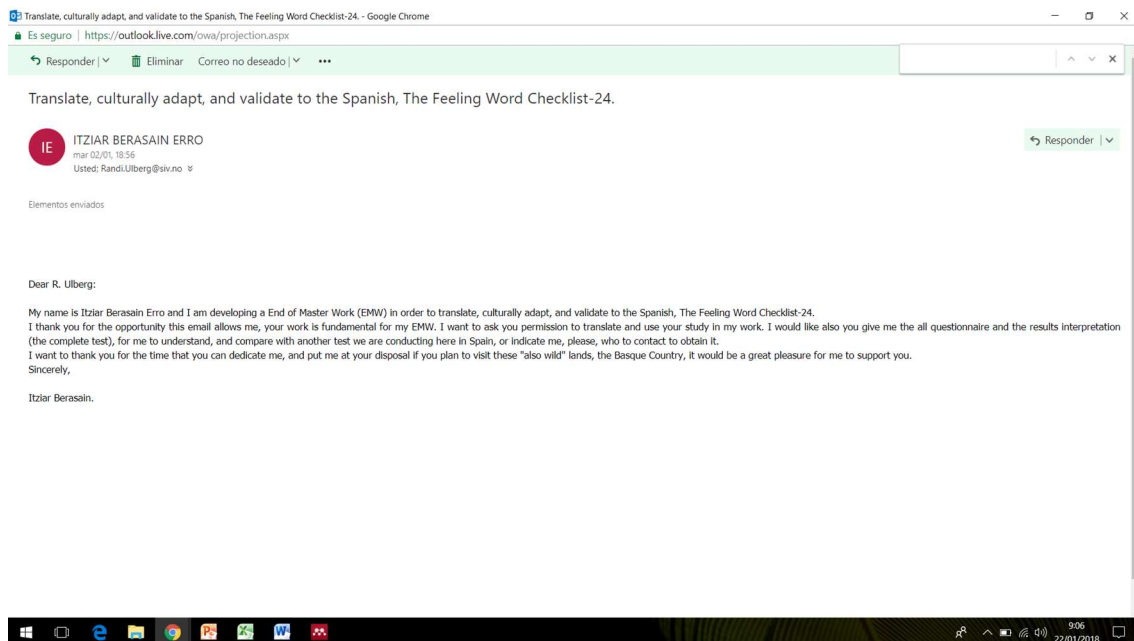 Translate, culturally adapt, and validate to the Spanish, The Feeling Word Checklist-24. - Google Chrome
Es seguro | https://outlook.live.com/owa/projection.aspx
Responder | Eliminar Correo no deseado | •••
Translate, culturally adapt, and validate to the Spanish, The Feeling Word Checklist-24.
IE
ITZIAR BERASAIN ERRO
mar 02/01, 18:56
Usted; Randi.Ulberg@siv.no
Responder
Elementos enviados
Dear R. Ulberg:
My name is Itziar Berasain Erro and I am developing a End of Master Work (EMW) in order to translate, culturally adapt, and validate to the Spanish, The Feeling Word Checklist-24.
I thank you for the opportunity this email allows me, your work is fundamental for my EMW. I want to ask you permission to translate and use your study in my work. I would like also you give me the all questionnaire and the results interpretation
(the complete test), for me to understand, and compare with another test we are conducting here in Spain, or indicate me, please, who to contact to obtain it.
I want to thank you for the time that you can dedicate me, and put me at your disposal if you plan to visit these "also wild" lands, the Basque Country, it would be a great pleasure for me to support you.
Sincerely,
Itziar Berasain.
9:06
22/01/2018